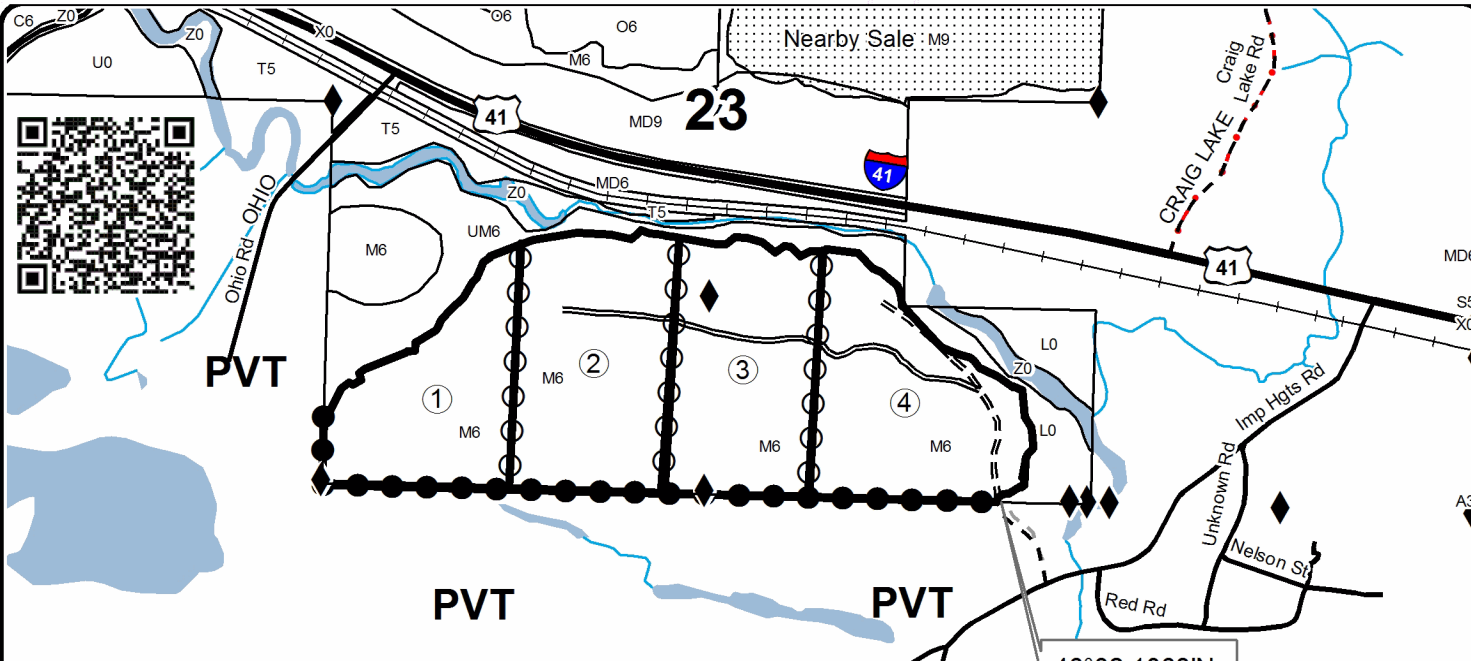 C6
Z0
Z0
X0
O6
O6
M6
Nearby Sale
M9
Craig
Lake Rd
U0
T5
T5
41
MD9
23
41
CRAIG LAKE
MD6
Z0
T5
OHIO
Ohio Rd
UM6
M6
41
MD6
S5
X0
L0
Z0
PVT
2
M6
3
1
4
M6
M6
M6
L0
Imp Hgts Rd
Unknown Rd
A3
Nelson St
Red Rd
PVT
PVT